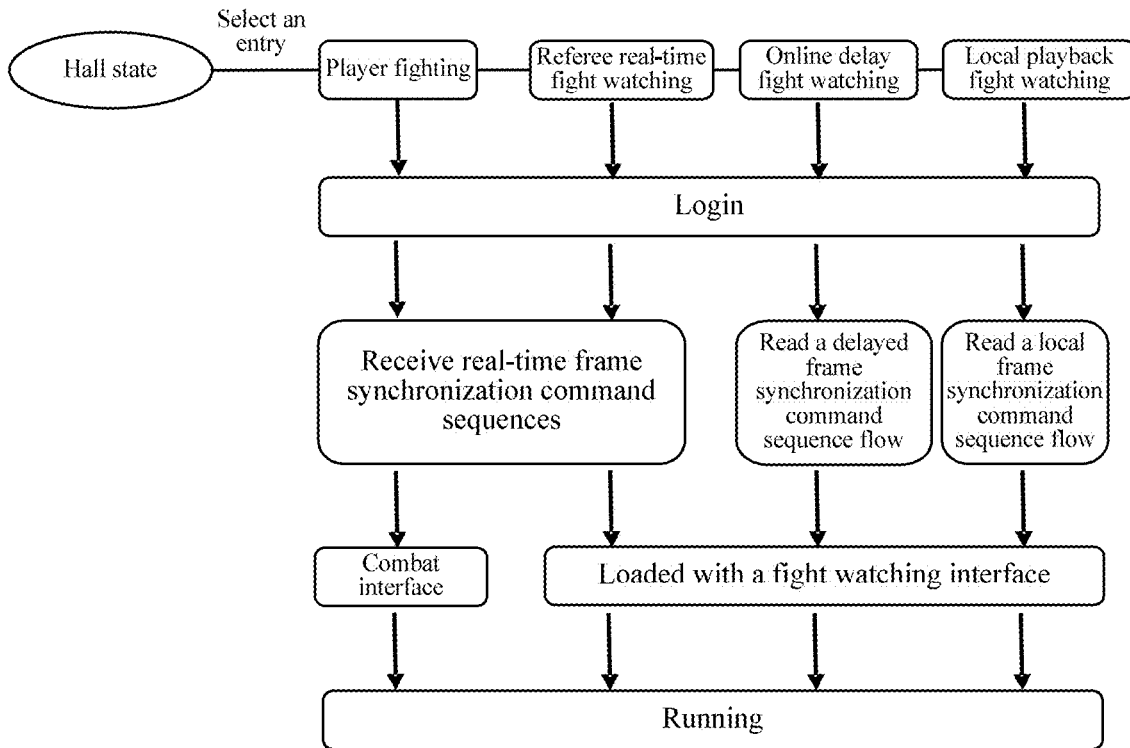 Select an
entry
Hall state
Player fighting
Referee real-time
fight watching
Online delay
fight watching
Local playback
fight watching
Login
Receive real-time frame
synchronization command
sequences
Read a delayed
frame
synchronization
command
sequence flow
Read a local
frame
synchronization
command
sequence flow
Combat
interface
Loaded with a fight watching interface
Running